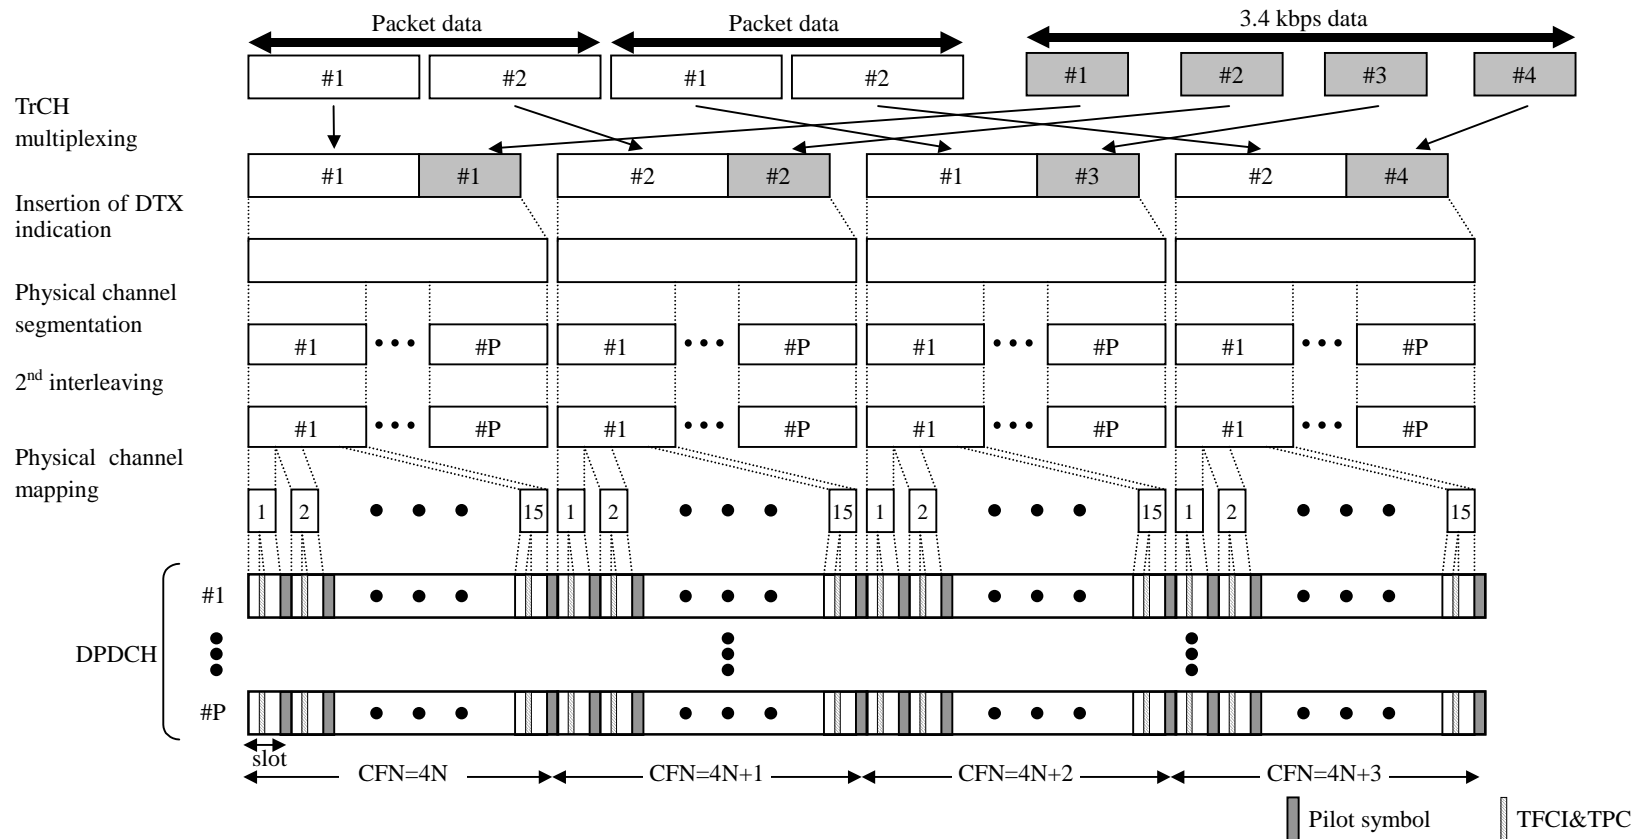 Packet data Packet data 3.4 kbps data
#1 #2 #1 #2 #1 #2 #3 #4
TrCH
multiplexing
#1 #1 #2 #2 #1 #3 #2 #4
Insertion of DTX
indication
Physical channel
segmentation
#1 #P #1 #P #1 #P #1 #P
2nd interleaving
#1 #P #1 #P #1 #P #1 #P
Physical channel
mapping
1 2 15 1 2 15 1 2 15 1 2 15
#1
DPDCH
#P
slot
CFN=4N CFN=4N+1 CFN=4N+2 CFN=4N+3
Pilot symbol TFCI&TPC